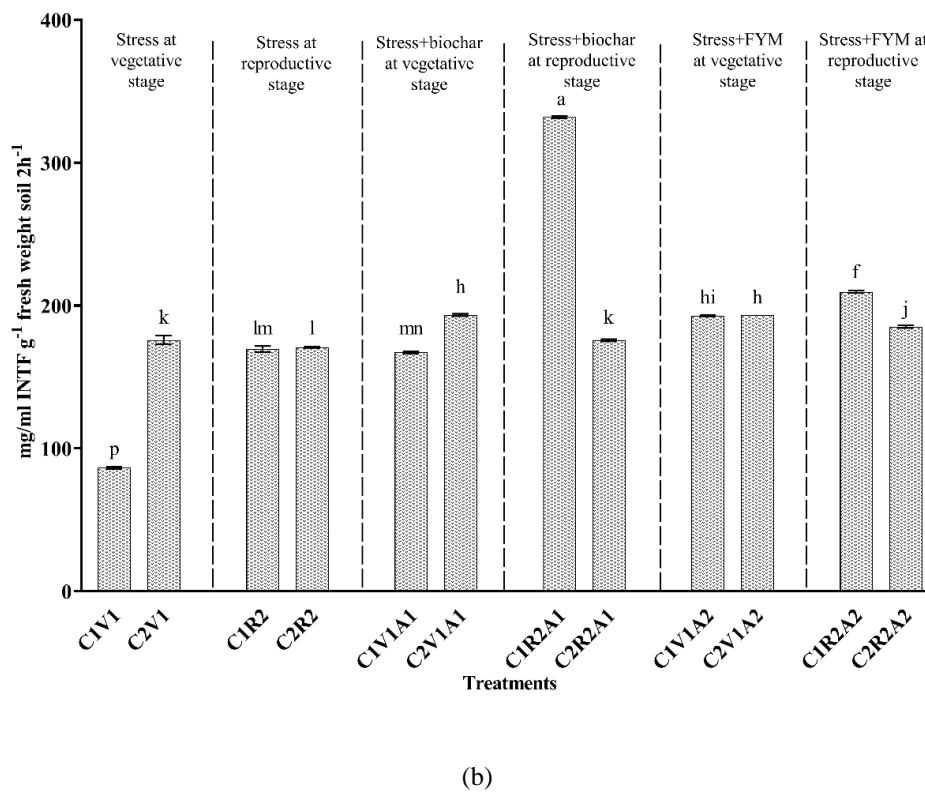 400
300
200
100
0
mg/ml INTF g⁻¹ fresh weight soil 2h⁻¹
Stress at
vegetative
stage
Stress at
reproductive
stage
Stress+biochar
at vegetative
stage
Stress+biochar
at reproductive
stage
Stress+FYM
at vegetative
stage
Stress+FYM at
reproductive
stage
p
k
lm
l
mn
h
a
k
hi
h
f
j
C1V1
C2V1
C1R2
C2R2
C1V1A1
C2V1A1
C1R2A1
C2R2A1
C1V1A2
C2V1A2
C1R2A2
C2R2A2
Treatments
(b)